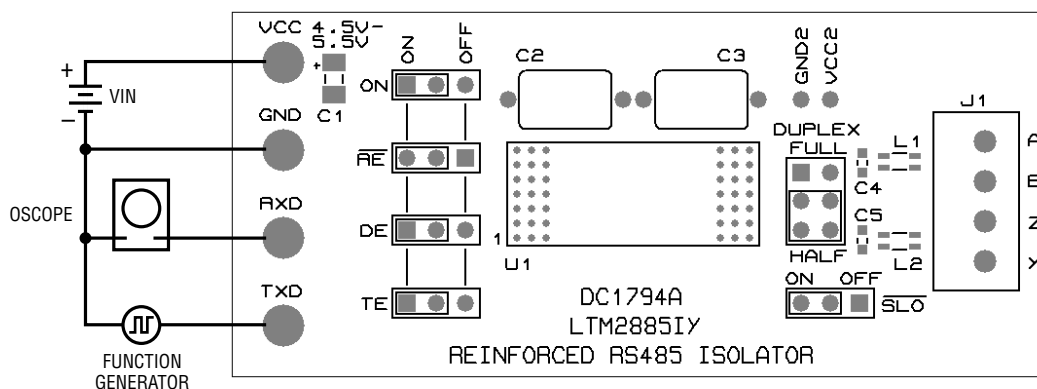 VCC 4.5V-
5.5V
+
VIN
−
GND
OSCOPE
RXD
TXD
FUNCTION
GENERATOR
+
C1
ON OFF
ON
RE
DE
TE
C2
C3
GND2
VCC2
1
U1
DUPLEX
FULL
HALF
C4
C5
L1
L2
J1
A
Z
ON OFF
SLO
DC1794A
LTM2885IY
REINFORCED RS485 ISOLATOR